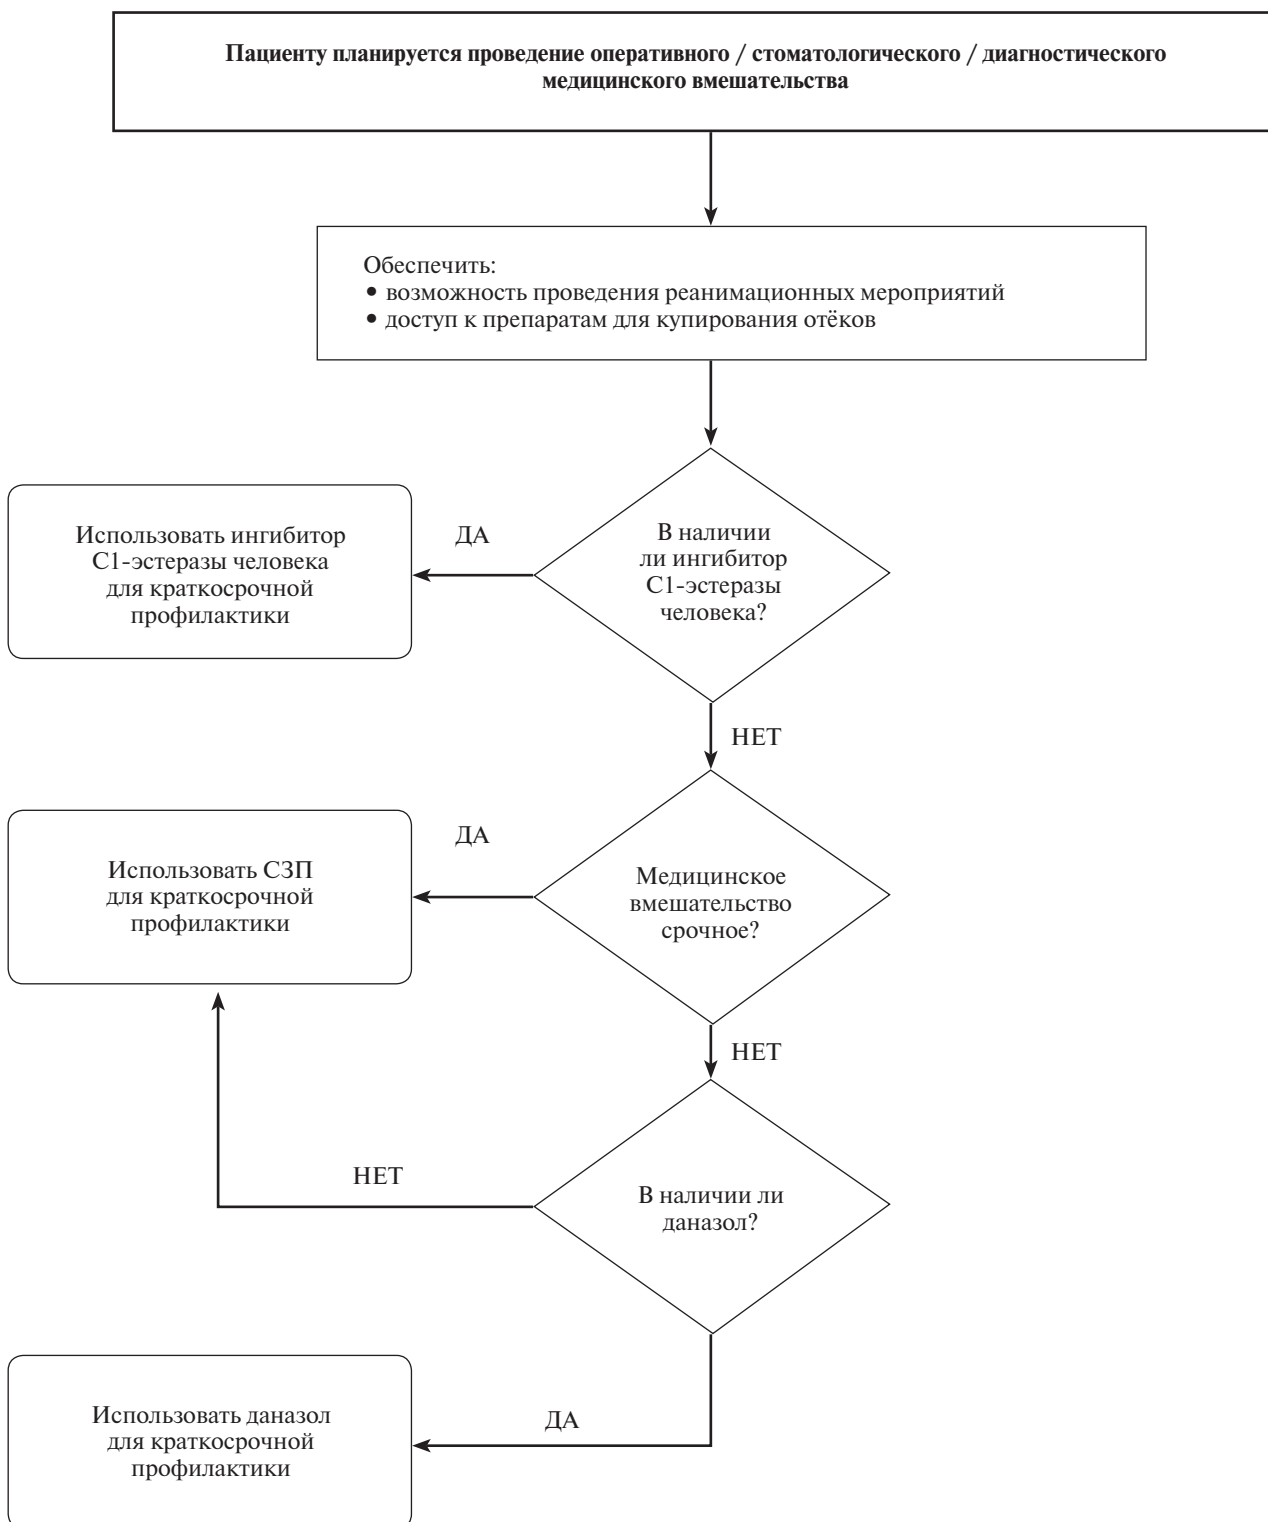 Пациенту планируется проведение оперативного / стоматологического / диагностического
медицинского вмешательства
Обеспечить:
• возможность проведения реанимационных мероприятий
• доступ к препаратам для купирования отёков
Использовать ингибитор
С1-эстеразы человека
для краткосрочной
профилактики
ДА
В наличии
ли ингибитор
С1-эстеразы
человека?
НЕТ
Использовать СЗП
для краткосрочной
профилактики
ДА
Медицинское
вмешательство
срочное?
НЕТ
НЕТ
В наличии ли
даназол?
Использовать даназол
для краткосрочной
профилактики
ДА